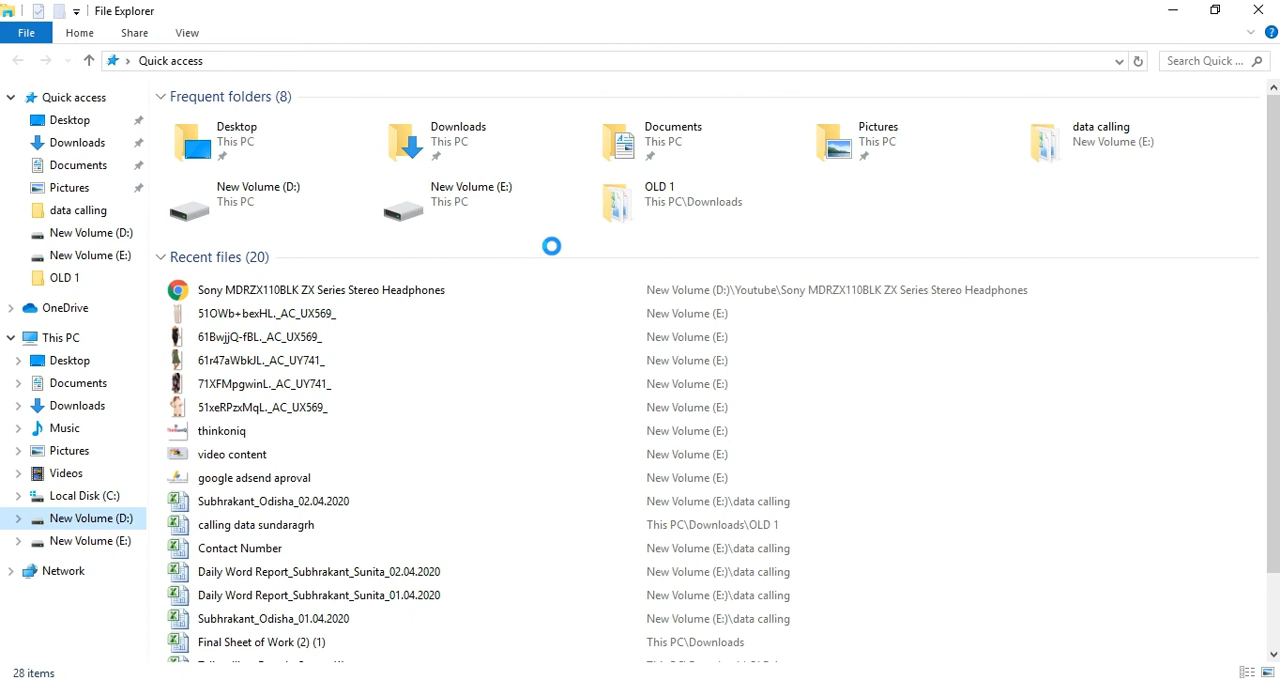 File Explorer
File Home Share View
Quick access Search Quick ...
Quick access
Desktop
Downloads
Documents
Pictures
data calling
New Volume (D:)
New Volume (E:)
OLD 1
OneDrive
This PC
Desktop
Documents
Downloads
Music
Pictures
Videos
Local Disk (C:)
New Volume (D:)
New Volume (E:)
Network
Frequent folders (8)
Desktop
This PC
Downloads
This PC
Documents
This PC
Pictures
This PC
data calling
New Volume (E:)
New Volume (D:)
This PC
New Volume (E:)
This PC
OLD 1
This PC\Downloads
Recent files (20)
Sony MDRZX110BLK ZX Series Stereo Headphones New Volume (D:)\Youtube\Sony MDRZX110BLK ZX Series Stereo Headphones
51OWb+bexHL._AC_UX569_ New Volume (E:)
61BwjjQ-fBL._AC_UX569_ New Volume (E:)
61r47aWbkJL._AC_UY741_ New Volume (E:)
71XFMpgwinL._AC_UY741_ New Volume (E:)
51xeRPzxMqL._AC_UX569_ New Volume (E:)
thinkoniq New Volume (E:)
video content New Volume (E:)
google adsend aproval New Volume (E:)
Subhrakant_Odisha_02.04.2020 New Volume (E:)\data calling
calling data sundaragrh This PC\Downloads\OLD 1
Contact Number New Volume (E:)\data calling
Daily Word Report_Subhrakant_Sunita_02.04.2020 New Volume (E:)\data calling
Daily Word Report_Subhrakant_Sunita_01.04.2020 New Volume (E:)\data calling
Subhrakant_Odisha_01.04.2020 New Volume (E:)\data calling
Final Sheet of Work (2) (1) This PC\Downloads
28 items